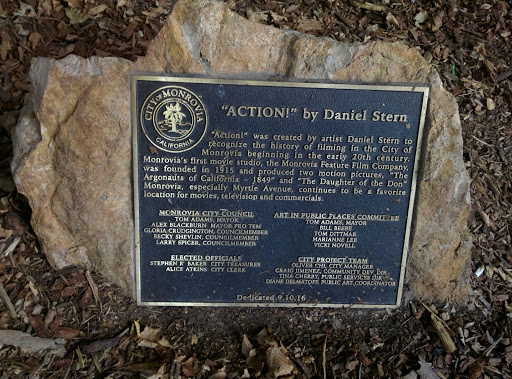 CITY OF MONROVIA
CALIFORNIA
"ACTION!" by Daniel Stern
"Action!" was created by artist Daniel Stern to
recognize the history of filming in the City of
Monrovia beginning in the early 20th century.
Monrovia's first movie studio, the Monrovia Feature Film Company,
was founded in 1915 and produced two motion pictures, "The
Argonauts of California - 1849" and "The Daughter of the Don"
Monrovia, especially Myrtle Avenue, continues to be a favorite
location for movies, television and commercials.
MONROVIA CITY COUNCIL
TOM ADAMS, MAYOR
ALEX BLACKBURN MAYOR PRO TEM
GLORIA CRUDGINGTON, COUNCILMEMBER
BECKY SHEVLIN, COUNCILMEMBER
LARRY SPICER, COUNCILMEMBER
ART IN PUBLIC PLACES COMMITTEE
TOM ADAMS, MAYOR
BILL BEEBE
TOM DITTMAR
MARIANNE LEE
VICKI NOVELL
ELECTED OFFICIALS
STEPHEN R BAKER CITY TREASURER
ALICE ATKINS CITY CLERK
CITY PROJECT TEAM
OLIVER CHI, CITY MANAGER
CRAIG JIMENEZ, COMMUNITY DEV. DIR.
TINA CHERRY, PUBLIC SERVICES DIR.
DIANE DELMATOFF, PUBLIC ART COORDINATOR
Dedicated 9.10.16